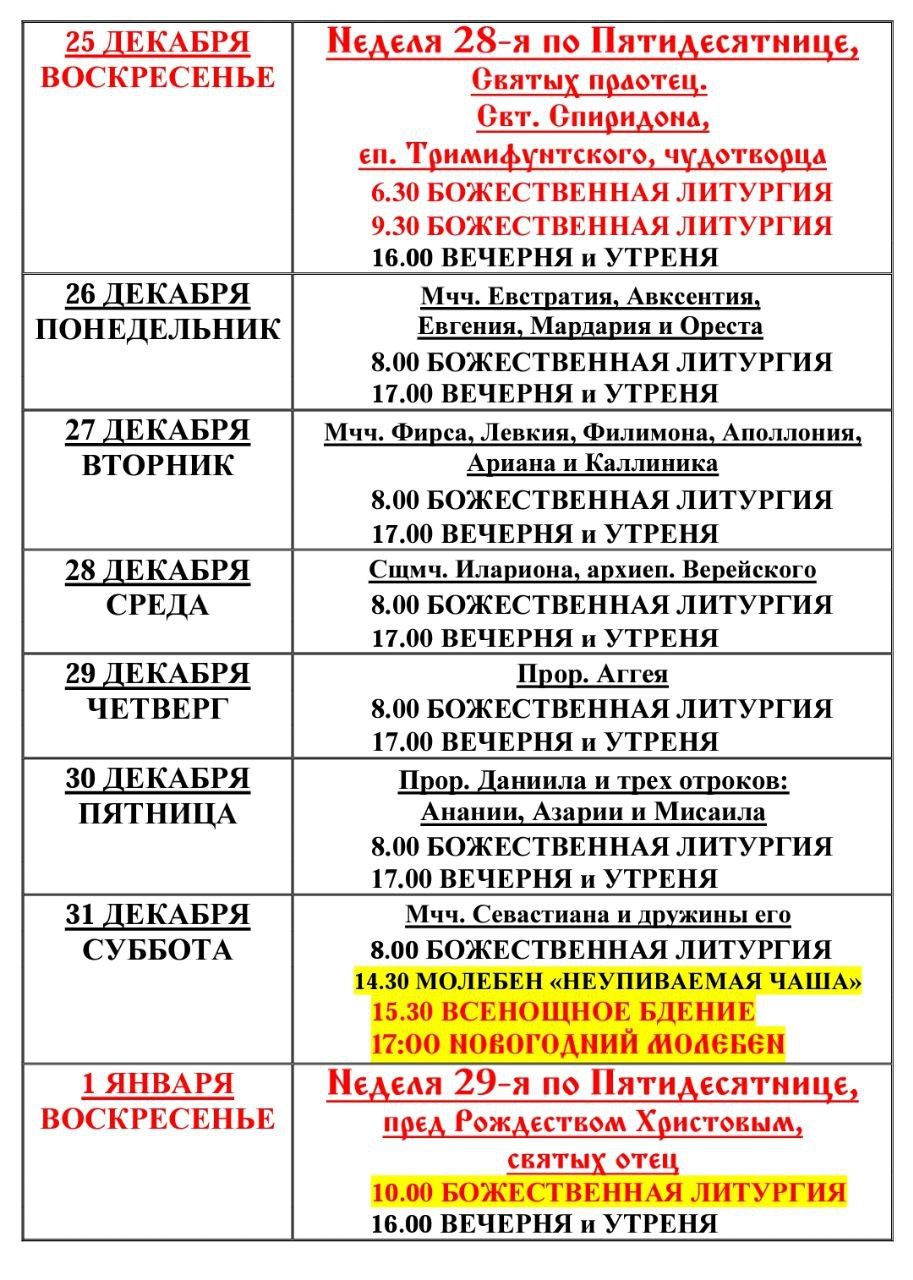 25 ДЕКАБРЯ
ВОСКРЕСЕНЬЕ
Неделя 28-я по Пятидесятнице,
Святых праотец.
Свт. Спиридона,
еп. Тримифунтского, чудотворца
6.30 БОЖЕСТВЕННАЯ ЛИТУРГИЯ
9.30 БОЖЕСТВЕННАЯ ЛИТУРГИЯ
16.00 ВЕЧЕРНЯ и УТРЕНЯ
26 ДЕКАБРЯ
ПОНЕДЕЛЬНИК
Мчч. Евстратия, Авксентия,
Евгения, Мардария и Ореста
8.00 БОЖЕСТВЕННАЯ ЛИТУРГИЯ
17.00 ВЕЧЕРНЯ и УТРЕНЯ
27 ДЕКАБРЯ
ВТОРНИК
Мчч. Фирса, Левкия, Филимона, Аполлония,
Ариана и Каллиника
8.00 БОЖЕСТВЕННАЯ ЛИТУРГИЯ
17.00 ВЕЧЕРНЯ и УТРЕНЯ
28 ДЕКАБРЯ
СРЕДА
Сщмч. Илариона, архиеп. Верейского
8.00 БОЖЕСТВЕННАЯ ЛИТУРГИЯ
17.00 ВЕЧЕРНЯ и УТРЕНЯ
29 ДЕКАБРЯ
ЧЕТВЕРГ
Прор. Аггея
8.00 БОЖЕСТВЕННАЯ ЛИТУРГИЯ
17.00 ВЕЧЕРНЯ и УТРЕНЯ
30 ДЕКАБРЯ
ПЯТНИЦА
Прор. Даниила и трех отроков:
Анании, Азарии и Мисаила
8.00 БОЖЕСТВЕННАЯ ЛИТУРГИЯ
17.00 ВЕЧЕРНЯ и УТРЕНЯ
31 ДЕКАБРЯ
СУББОТА
Мчч. Севастиана и дружины его
8.00 БОЖЕСТВЕННАЯ ЛИТУРГИЯ
14.30 МОЛЕБЕН «НЕУПИВАЕМАЯ ЧАША»
15.30 ВСЕНОЩНОЕ БДЕНИЕ
17:00 НОВОГОДНИЙ МОЛЕБЕН
1 ЯНВАРЯ
ВОСКРЕСЕНЬЕ
Неделя 29-я по Пятидесятнице,
пред Рождеством Христовым,
святых отец
10.00 БОЖЕСТВЕННАЯ ЛИТУРГИЯ
16.00 ВЕЧЕРНЯ и УТРЕНЯ